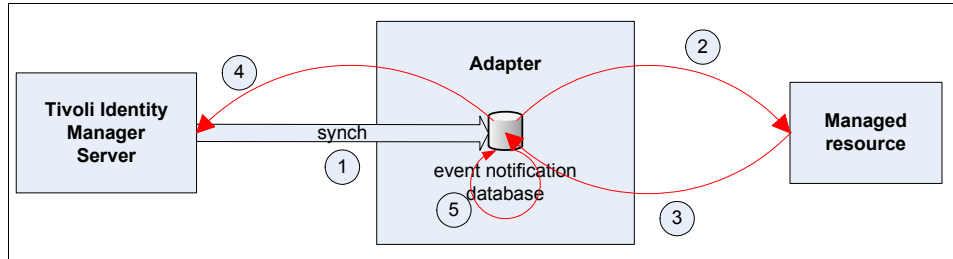 Adapter
Tivoli Identity
Manager
Server
4
2
synch
1
Managed
resource
event notification
database
5
3